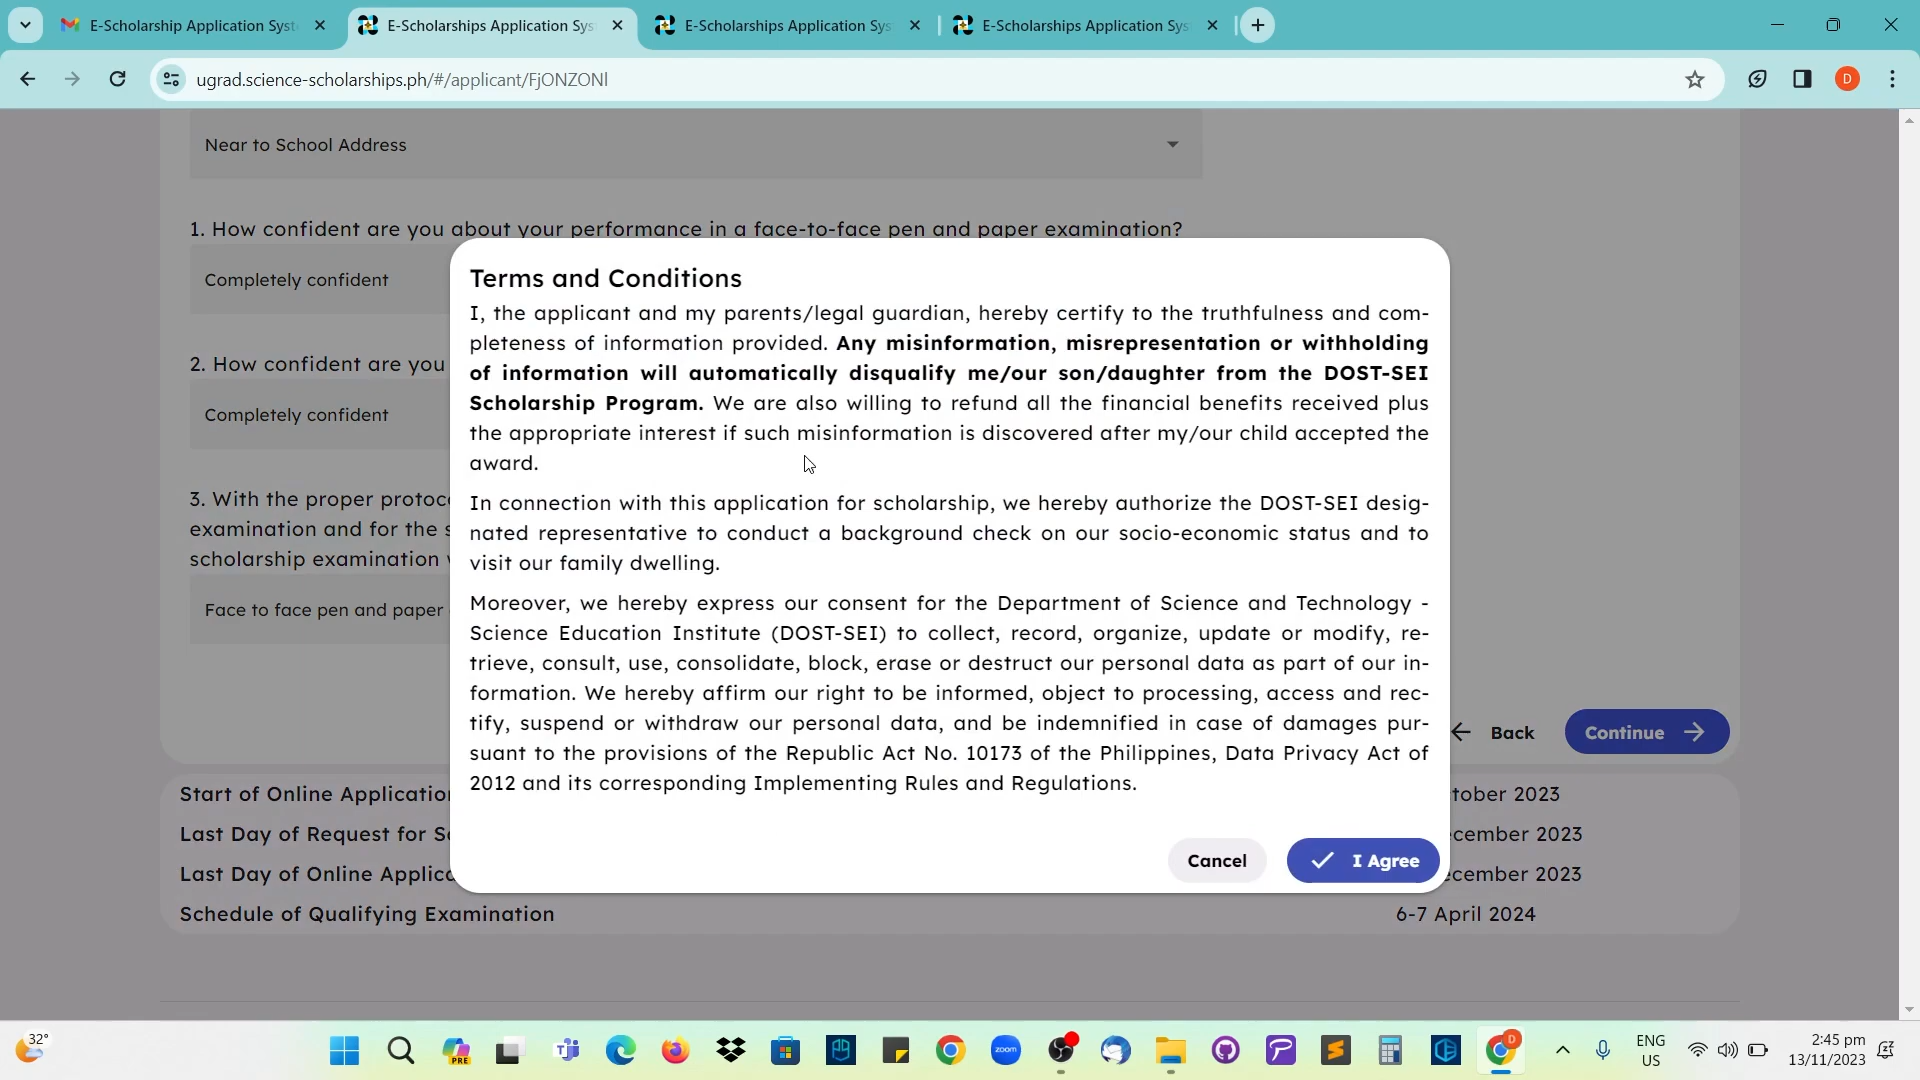 E-Scholarship Application Syst
E-Scholarships Application Sys
E-Scholarships Application Sys
E-Scholarships Application Sys
ugrad.science-scholarships.ph/#/applicant/FjONZONl
D
Near to School Address
1. How confident are you about your performance in a face-to-face pen and paper examination?
Completely confident
2. How confident are you
Completely confident
3. With the proper protoco
examination and for the s
scholarship examination
Face to face pen and paper
Terms and Conditions
I, the applicant and my parents/legal guardian, hereby certify to the truthfulness and com-
pleteness of information provided. Any misinformation, misrepresentation or withholding
of information will automatically disqualify me/our son/daughter from the DOST-SEI
Scholarship Program. We are also willing to refund all the financial benefits received plus
the appropriate interest if such misinformation is discovered after my/our child accepted the
award.
In connection with this application for scholarship, we hereby authorize the DOST-SEI desig-
nated representative to conduct a background check on our socio-economic status and to
visit our family dwelling.
Moreover, we hereby express our consent for the Department of Science and Technology -
Science Education Institute (DOST-SEI) to collect, record, organize, update or modify, re-
trieve, consult, use, consolidate, block, erase or destruct our personal data as part of our in-
formation. We hereby affirm our right to be informed, object to processing, access and rec-
tify, suspend or withdraw our personal data, and be indemnified in case of damages pur-
suant to the provisions of the Republic Act No. 10173 of the Philippines, Data Privacy Act of
2012 and its corresponding Implementing Rules and Regulations.
Cancel
I Agree
Back
Continue
Start of Online Application
tober 2023
Last Day of Request for S
ecember 2023
Last Day of Online Applic
ecember 2023
Schedule of Qualifying Examination
6-7 April 2024
32°
PRE
zoom
D
ENG
US
2:45 pm
13/11/2023